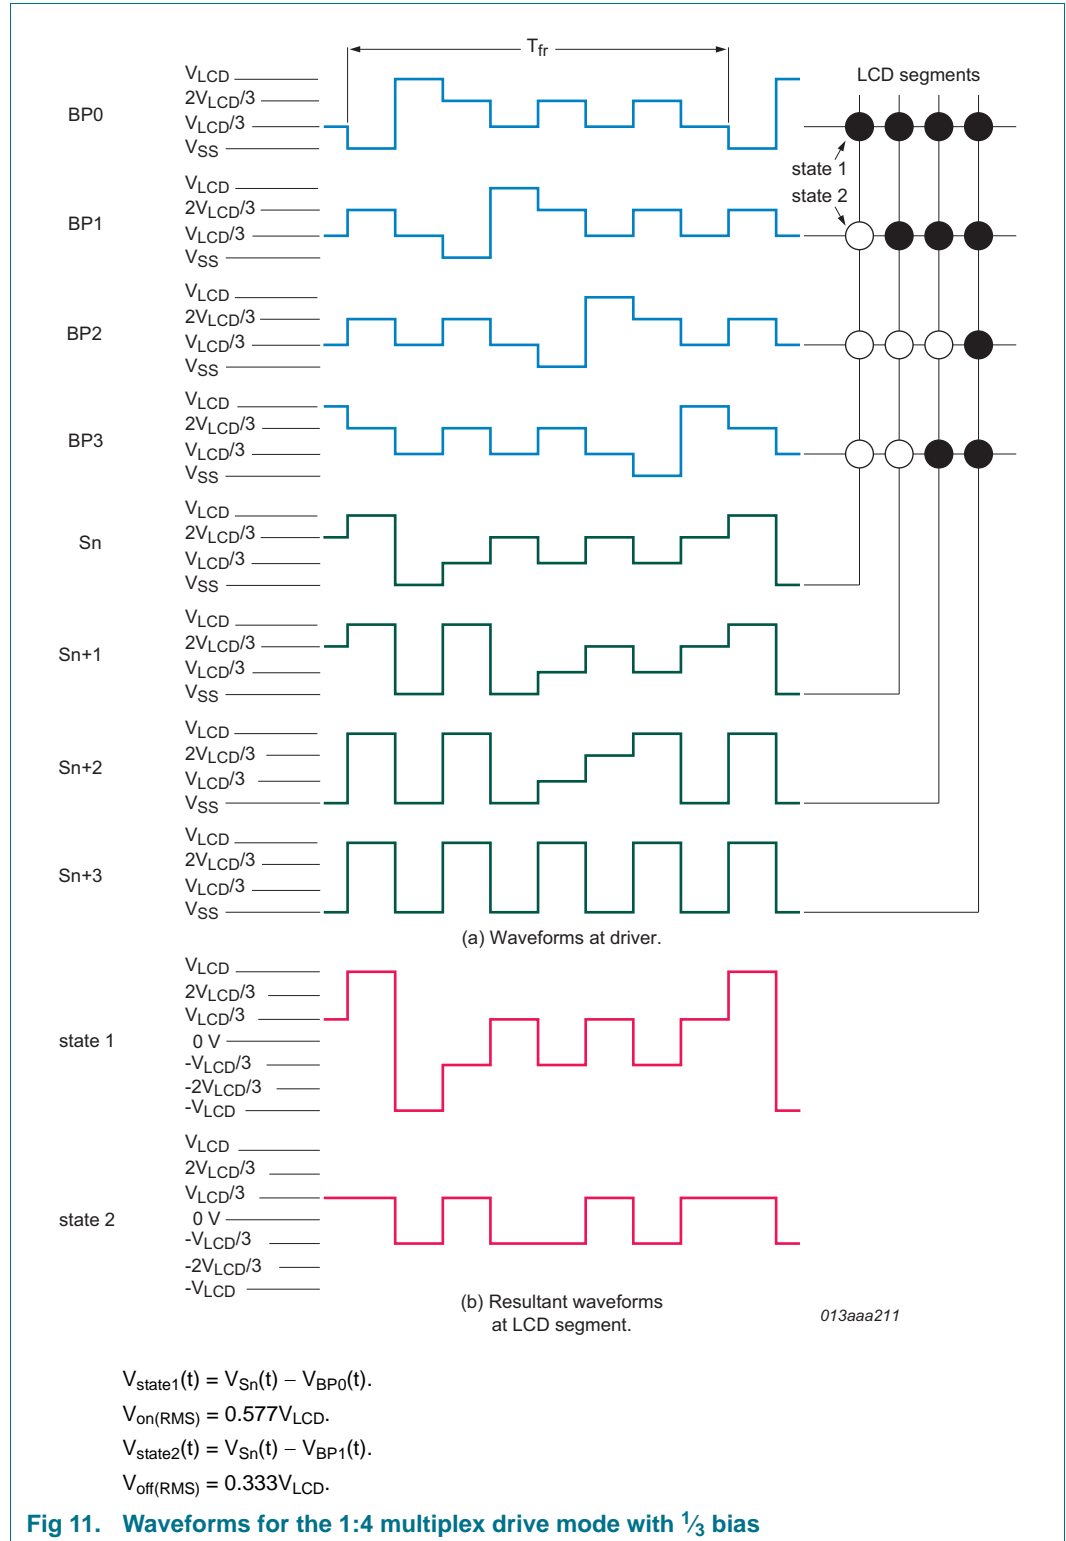 Tfr
LCD segments
BP0
VLCD
2VLCD/3
VLCD/3
VSS
state 1
state 2
BP1
VLCD
2VLCD/3
VLCD/3
VSS
BP2
VLCD
2VLCD/3
VLCD/3
VSS
BP3
VLCD
2VLCD/3
VLCD/3
VSS
Sn
VLCD
2VLCD/3
VLCD/3
VSS
Sn+1
VLCD
2VLCD/3
VLCD/3
VSS
Sn+2
VLCD
2VLCD/3
VLCD/3
VSS
Sn+3
VLCD
2VLCD/3
VLCD/3
VSS
(a) Waveforms at driver.
state 1
VLCD
2VLCD/3
VLCD/3
0 V
-VLCD/3
-2VLCD/3
-VLCD
state 2
VLCD
2VLCD/3
VLCD/3
0 V
-VLCD/3
-2VLCD/3
-VLCD
(b) Resultant waveforms
at LCD segment.
013aaa211
Vstate1(t) = VSn(t) − VBP0(t).
Von(RMS) = 0.577VLCD.
Vstate2(t) = VSn(t) − VBP1(t).
Voff(RMS) = 0.333VLCD.
Fig 11. Waveforms for the 1:4 multiplex drive mode with 1⁄3 bias